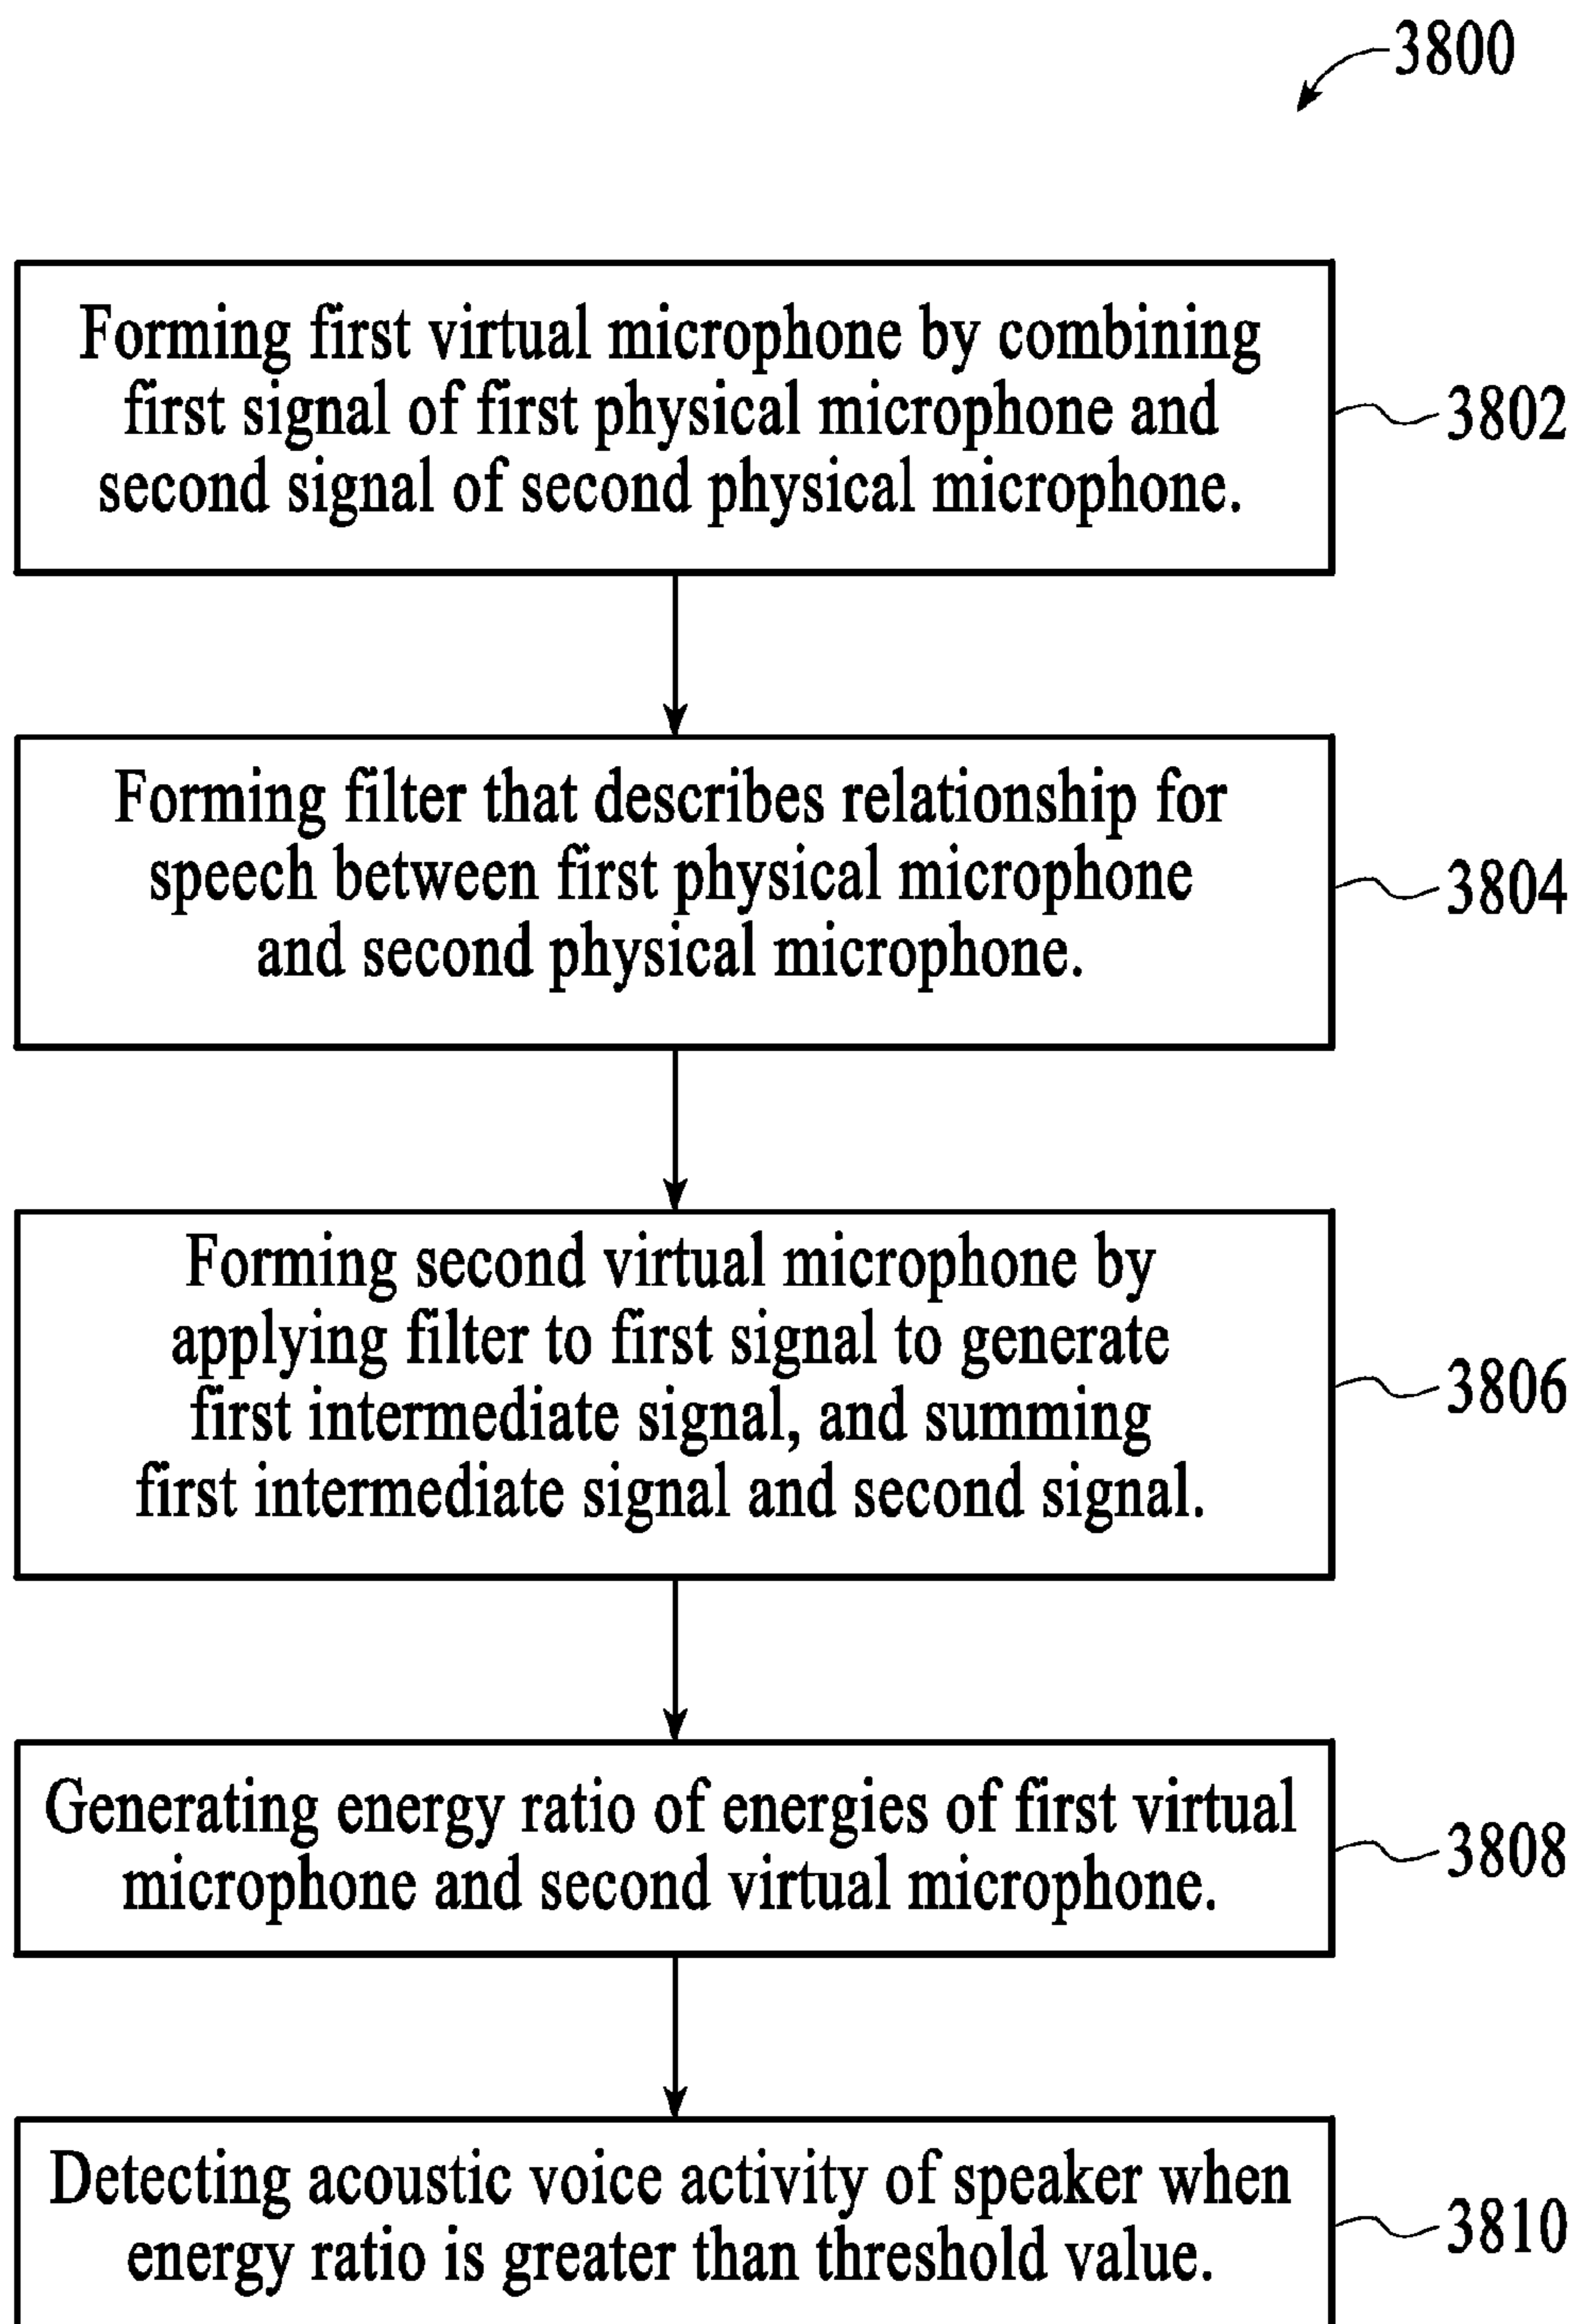 3800
Forming first virtual microphone by combining
first signal of first physical microphone and
second signal of second physical microphone.
3802
Forming filter that describes relationship for
speech between first physical microphone
and second physical microphone.
3804
Forming second virtual microphone by
applying filter to first signal to generate
first intermediate signal, and summing
first intermediate signal and second signal.
3806
Generating energy ratio of energies of first virtual
microphone and second virtual microphone.
3808
Detecting acoustic voice activity of speaker when
energy ratio is greater than threshold value.
3810